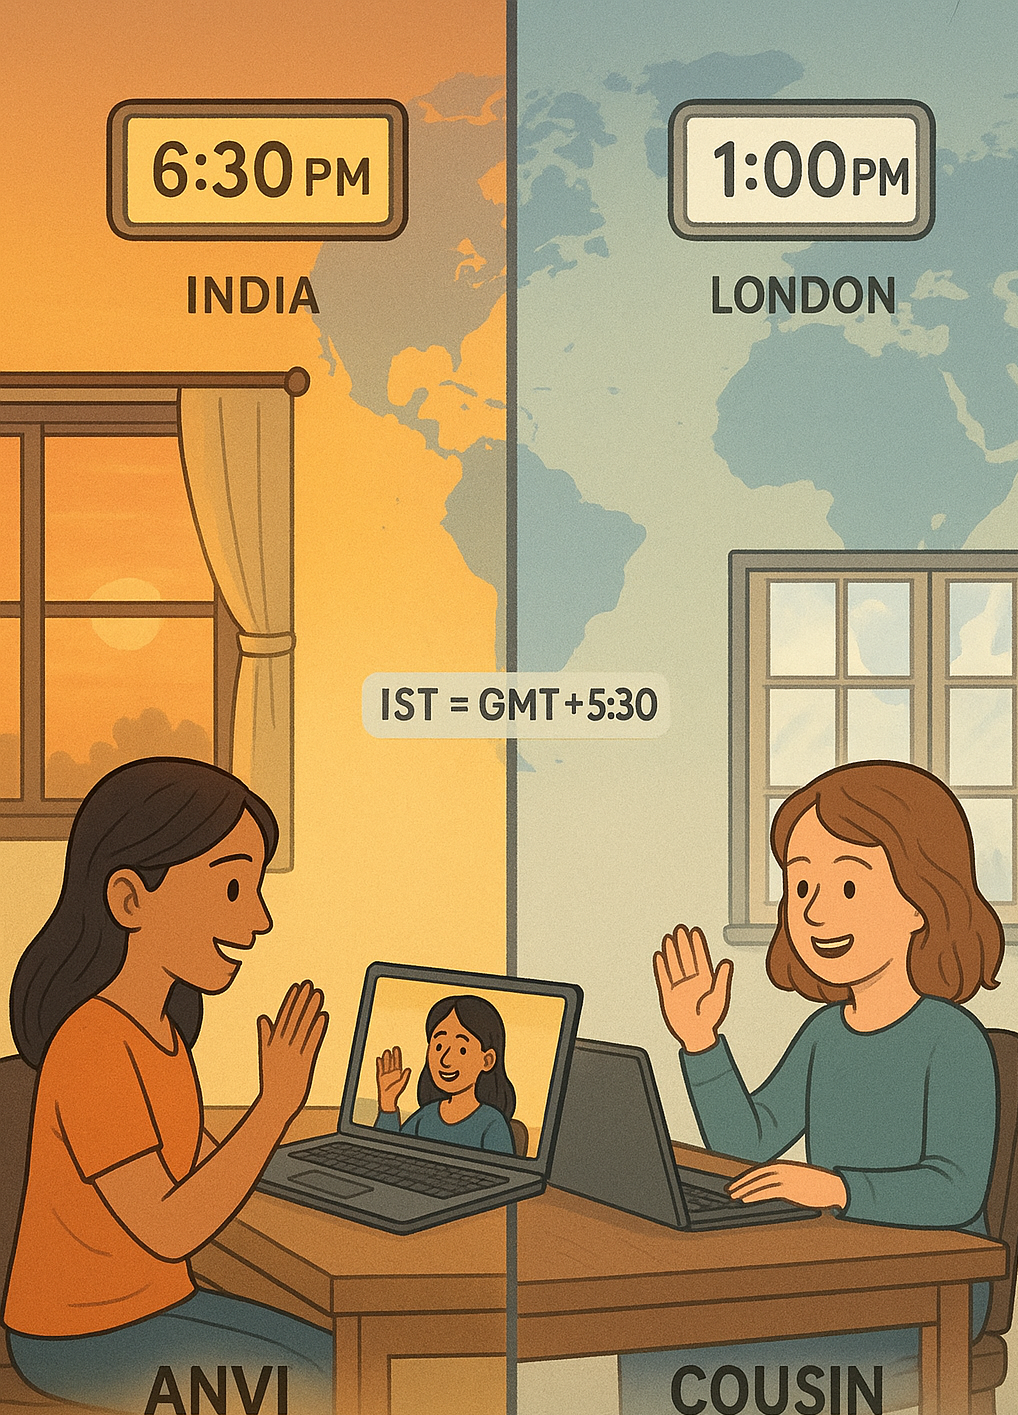 6:30 PM
INDIA
1:00 PM
LONDON
IST = GMT+5:30
ANVI
COUSIN